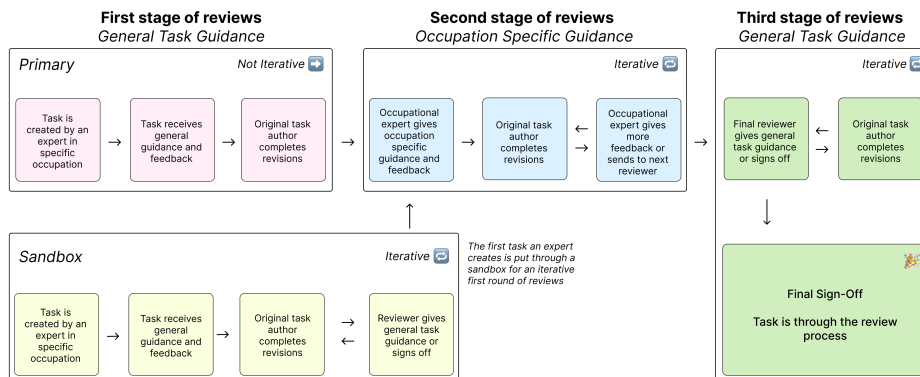 First stage of reviews
General Task Guidance
Second stage of reviews
Occupation Specific Guidance
Third stage of reviews
General Task Guidance
Primary
Not Iterative
Task is
created by an
expert in
specific
occupation
Task receives
general
guidance and
feedback
Original task
author
completes
revisions
Iterative
Occupational
expert gives
occupation
specific
guidance and
feedback
Original task
author
completes
revisions
Occupational
expert gives
more
feedback or
sends to next
reviewer
Iterative
Final reviewer
gives general
task guidance
or signs off
Original task
author
completes
revisions
Sandbox
Iterative
The first task an expert
creates is put through a
sandbox for an iterative
first round of reviews
Task is
created by an
expert in
specific
occupation
Task receives
general
guidance and
feedback
Original task
author
completes
revisions
Reviewer gives
general task
guidance or
signs off
Final Sign-Off
Task is through the review
process